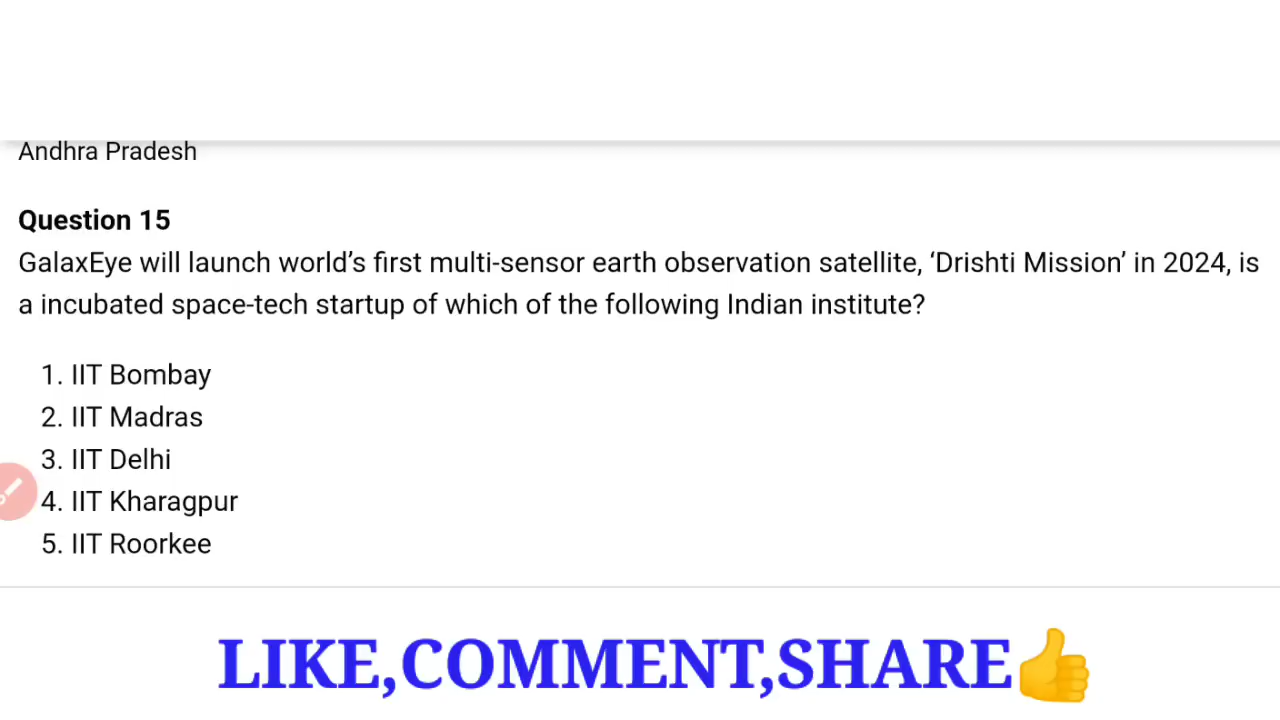 Andhra Pradesh
Question 15
GalaxEye will launch world’s first multi-sensor earth observation satellite, ‘Drishti Mission’ in 2024, is
a incubated space-tech startup of which of the following Indian institute?
1. IIT Bombay
2. IIT Madras
3. IIT Delhi
4. IIT Kharagpur
5. IIT Roorkee
LIKE,COMMENT,SHARE👍